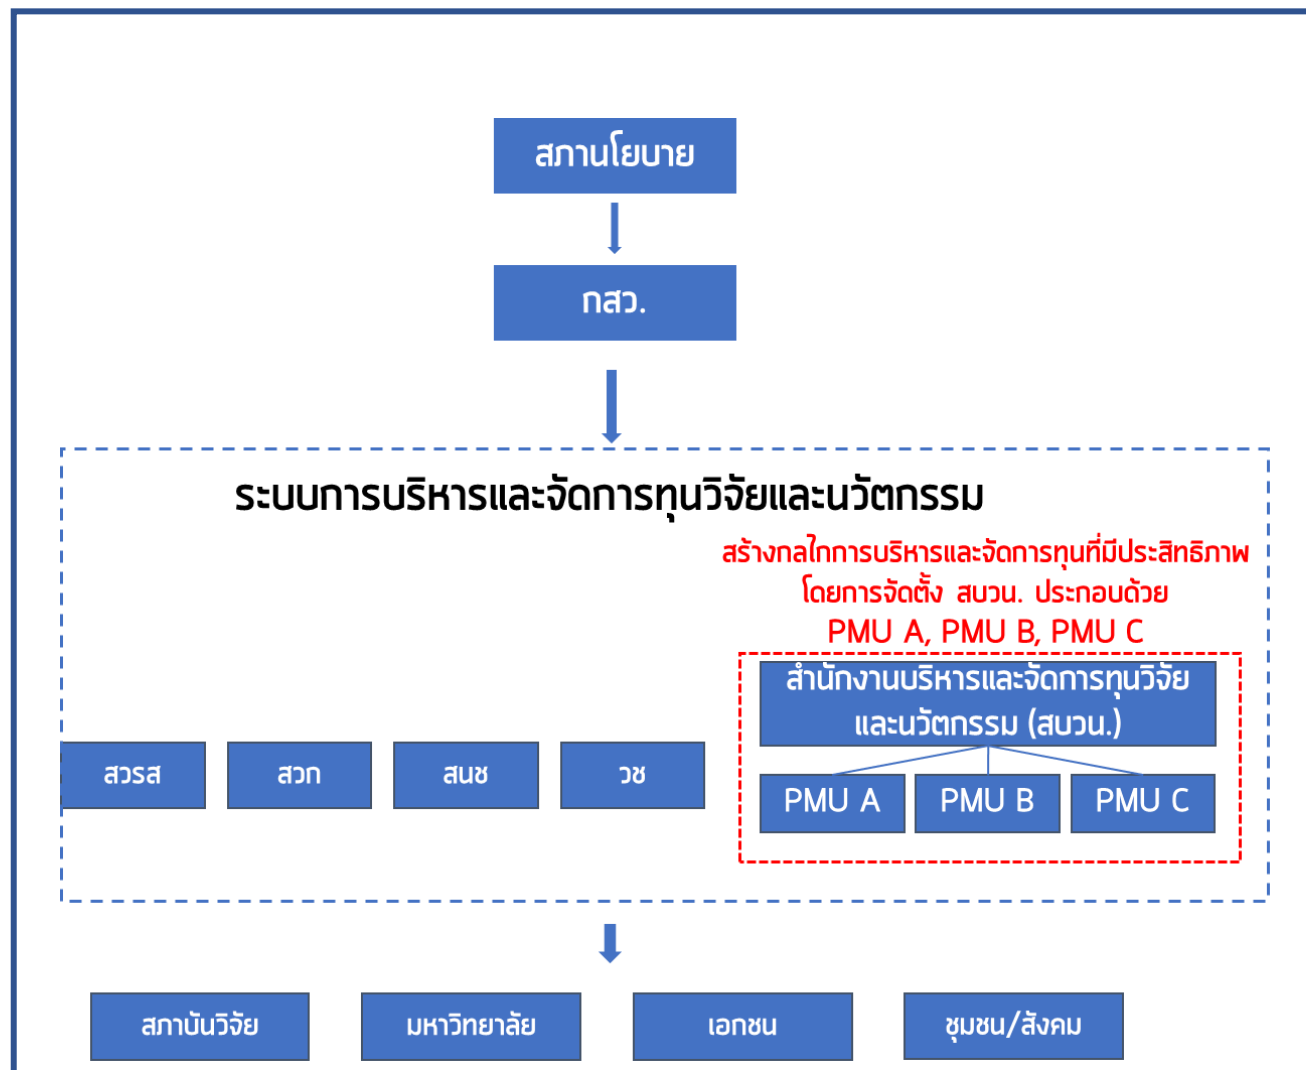 สภานโยบาย
กสว.
ระบบการบริหารและจัดการทุนวิจัยและนวัตกรรม
สร้างกลไกการบริหารและจัดการทุนที่มีประสิทธิภาพ
โดยการจัดตั้ง สบวน. ประกอบด้วย
PMU A, PMU B, PMU C
สำนักงานบริหารและจัดการทุนวิจัย
และนวัตกรรม (สบวน.)
สวรส
สวก
สนช
วช
PMU A
PMU B
PMU C
สภาบันวิจัย
มหาวิทยาลัย
เอกชน
ชุมชน/สังคม